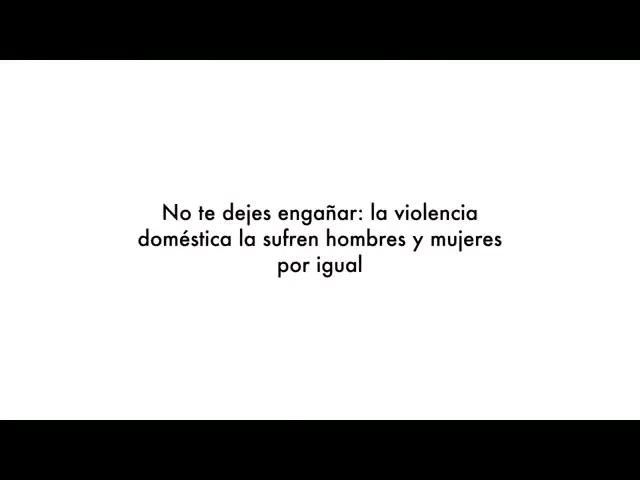 No te dejes engañar: la violencia
doméstica la sufren hombres y mujeres
por igual